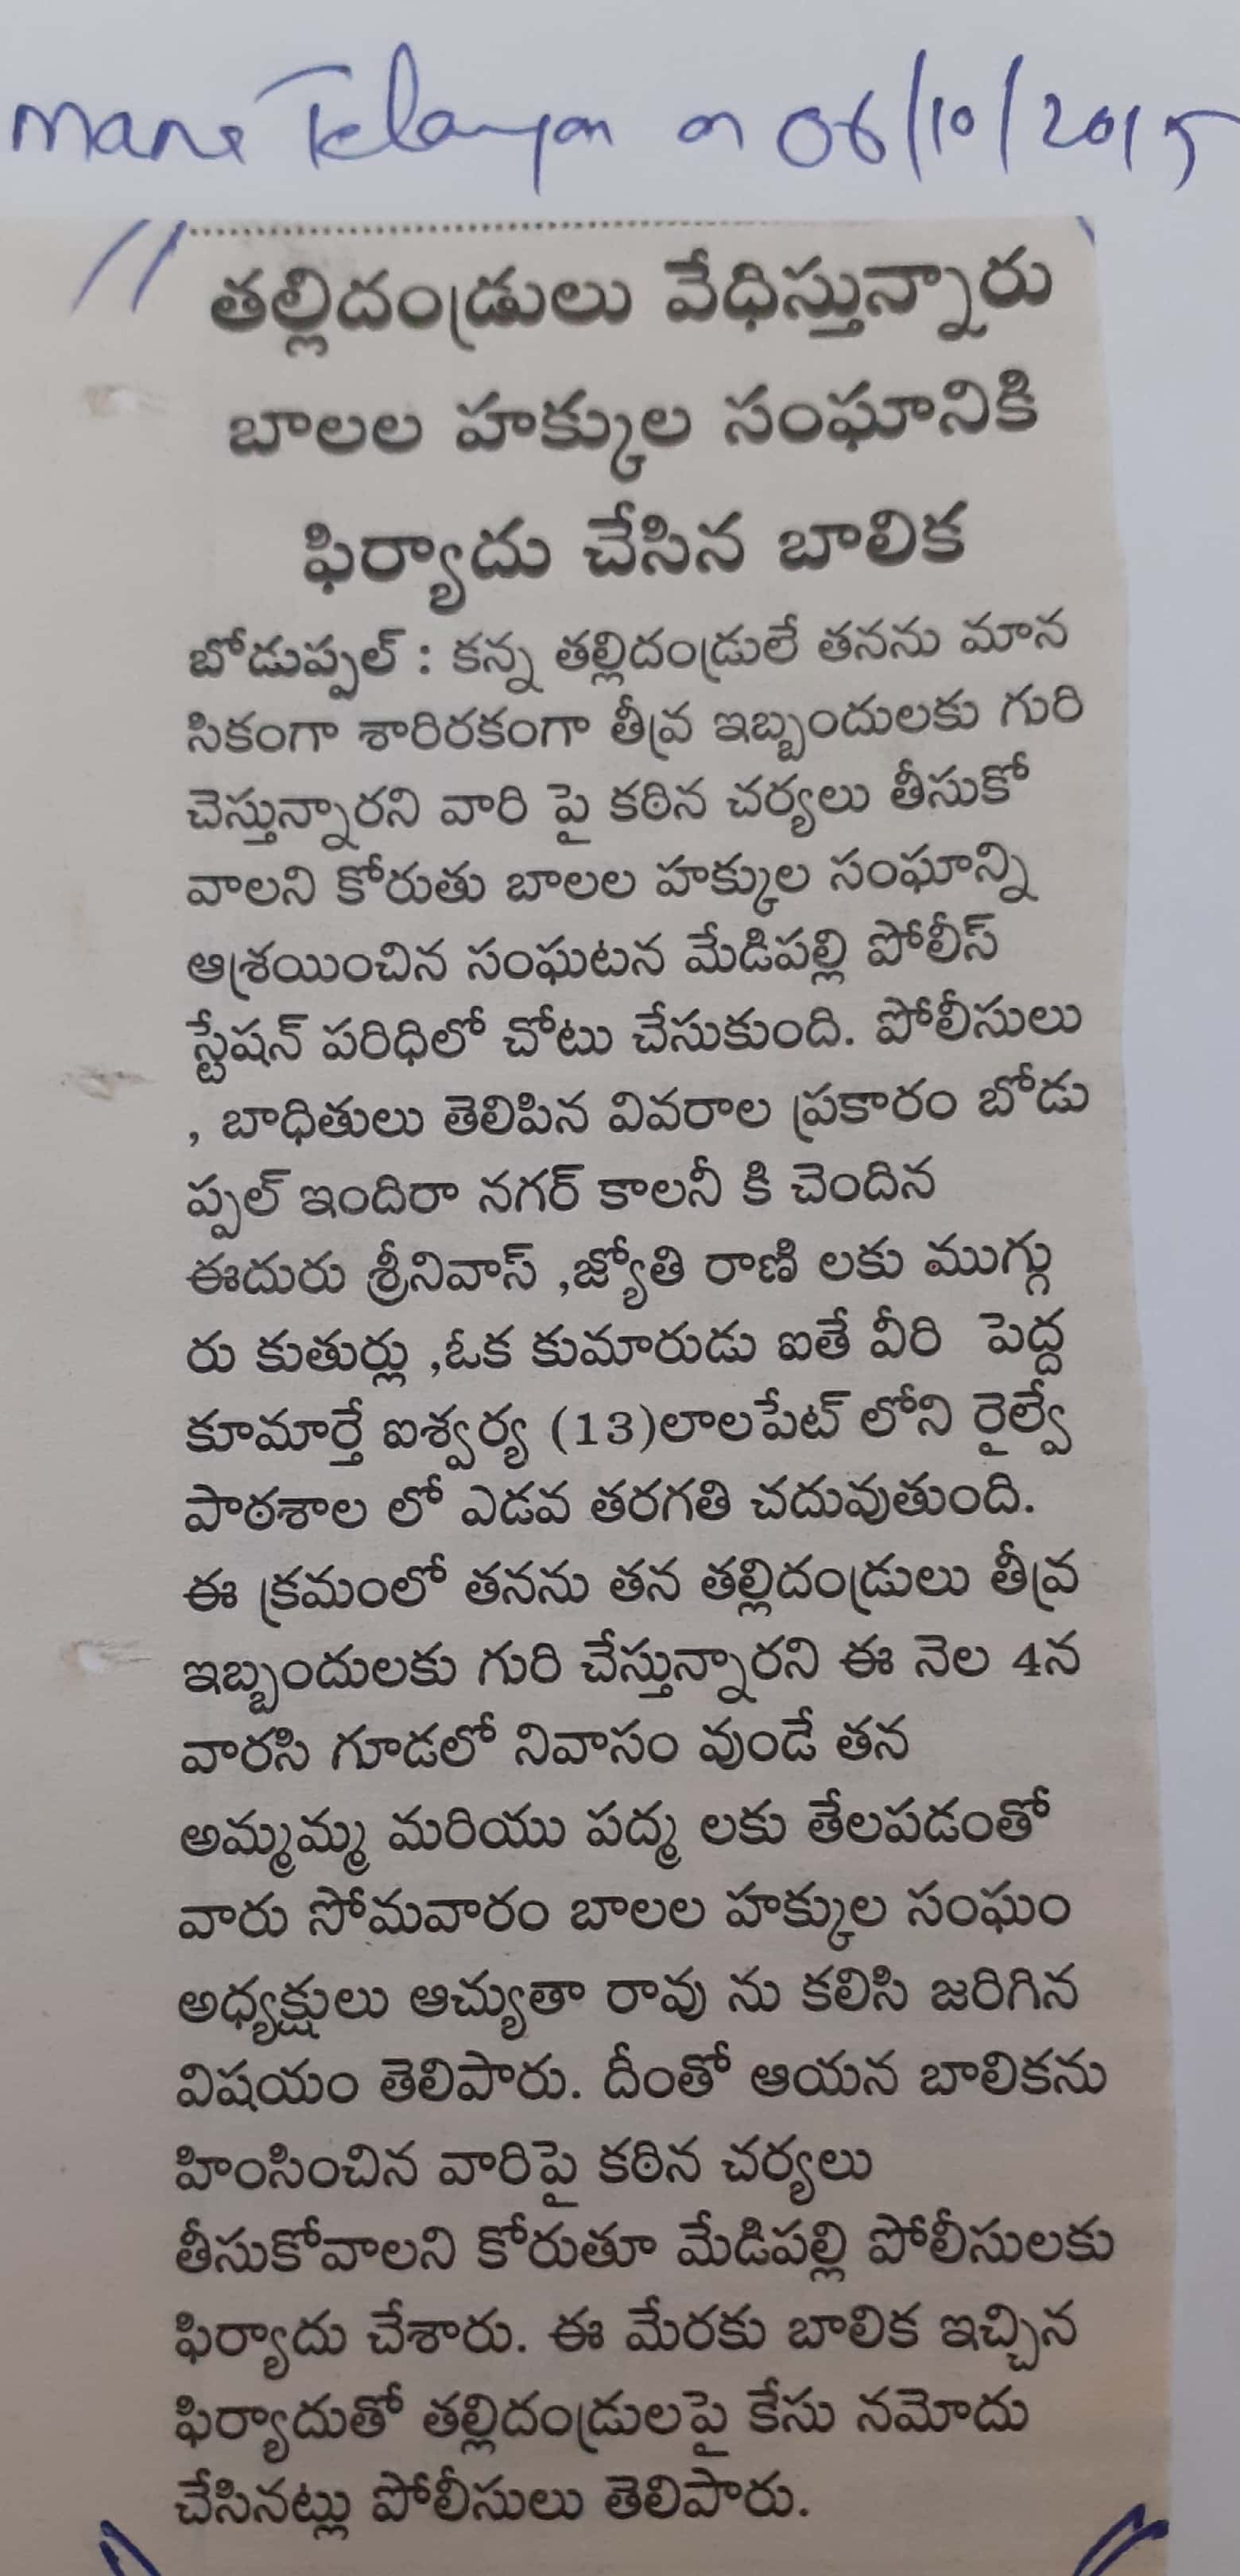 mana Telangan on 06/10/2015
తల్లిదండ్రులు వేధిస్తున్నారు
బాలల హక్కుల సంఘానికి
ఫిర్యాదు చేసిన బాలిక
బోడుప్పల్ : కన్న తల్లిదండ్రులే తనను మాన
సికంగా శారిరకంగా తీవ్ర ఇబ్బందులకు గురి
చెస్తున్నారని వారి పై కఠిన చర్యలు తీసుకో
వాలని కోరుతు బాలల హక్కుల సంఘాన్ని
ఆశ్రయించిన సంఘటన మేడిపల్లి పోలీస్
స్టేషన్ పరిధిలో చోటు చేసుకుంది. పోలీసులు
, బాధితులు తెలిపిన వివరాల ప్రకారం బోడు
ప్పల్ ఇందిరా నగర్ కాలనీ కి చెందిన
ఈదురు శ్రీనివాస్ ,జ్యోతి రాణి లకు ముగ్గు
రు కుతుర్లు ,ఓక కుమారుడు ఐతే వీరి పెద్ద
కూమార్తే ఐశ్వర్య (13)లాలపేట్ లోని రైల్వే
పాఠశాల లో ఎడవ తరగతి చదువుతుంది.
ఈ క్రమంలో తనను తన తల్లిదండ్రులు తీవ్ర
ఇబ్బందులకు గురి చేస్తున్నారని ఈ నెల 4న
వారసి గూడలో నివాసం వుండే తన
అమ్మమ్మ మరియు పద్మ లకు తేలపడంతో
వారు సోమవారం బాలల హక్కుల సంఘం
అధ్యక్షులు ఆచ్యుతా రావు ను కలిసి జరిగిన
విషయం తెలిపారు. దీంతో ఆయన బాలికను
హింసించిన వారిపై కఠిన చర్యలు
తీసుకోవాలని కోరుతూ మేడిపల్లి పోలీసులకు
ఫిర్యాదు చేశారు. ఈ మేరకు బాలిక ఇచ్చిన
ఫిర్యాదుతో తల్లిదండ్రులపై కేసు నమోదు
చేసినట్లు పోలీసులు తెలిపారు.